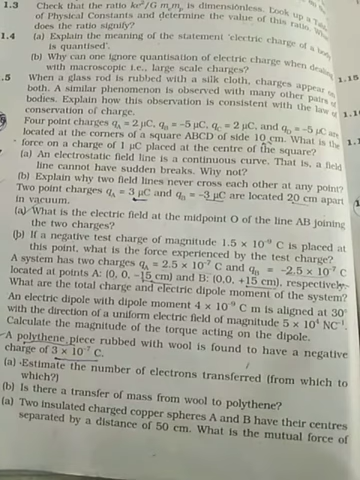 1.3 Check that the ratio ke²/G mₑmₚ is dimensionless. Look up a Table
of Physical Constants and determine the value of this ratio. What
does the ratio signify?
1.4 (a) Explain the meaning of the statement 'electric charge of a body
is quantised'.
(b) Why can one ignore quantisation of electric charge when dealing
with macroscopic i.e., large scale charges?
.5 When a glass rod is rubbed with a silk cloth, charges appear on
both. A similar phenomenon is observed with many other pairs of
bodies. Explain how this observation is consistent with the law of
conservation of charge.
Four point charges qA = 2 μC, qB = −5 μC, qC = 2 μC, and qD = −5 μC are
located at the corners of a square ABCD of side 10 cm. What is the
force on a charge of 1 μC placed at the centre of the square?
(a) An electrostatic field line is a continuous curve. That is, a field
line cannot have sudden breaks. Why not?
(b) Explain why two field lines never cross each other at any point?
Two point charges qA = 3 μC and qB = −3 μC are located 20 cm apart
in vacuum.
(a) What is the electric field at the midpoint O of the line AB joining
the two charges?
(b) If a negative test charge of magnitude 1.5 × 10⁻⁹ C is placed at
this point, what is the force experienced by the test charge?
A system has two charges qA = 2.5 × 10⁻⁷ C and qB = −2.5 × 10⁻⁷ C
located at points A: (0, 0, −15 cm) and B: (0,0, +15 cm), respectively.
What are the total charge and electric dipole moment of the system?
An electric dipole with dipole moment 4 × 10⁻⁹ C m is aligned at 30°
with the direction of a uniform electric field of magnitude 5 × 10⁴ NC⁻¹.
Calculate the magnitude of the torque acting on the dipole.
A polythene piece rubbed with wool is found to have a negative
charge of 3 × 10⁻⁷ C.
(a) Estimate the number of electrons transferred (from which to
which?)
(b) Is there a transfer of mass from wool to polythene?
(a) Two insulated charged copper spheres A and B have their centres
separated by a distance of 50 cm. What is the mutual force of
1.15